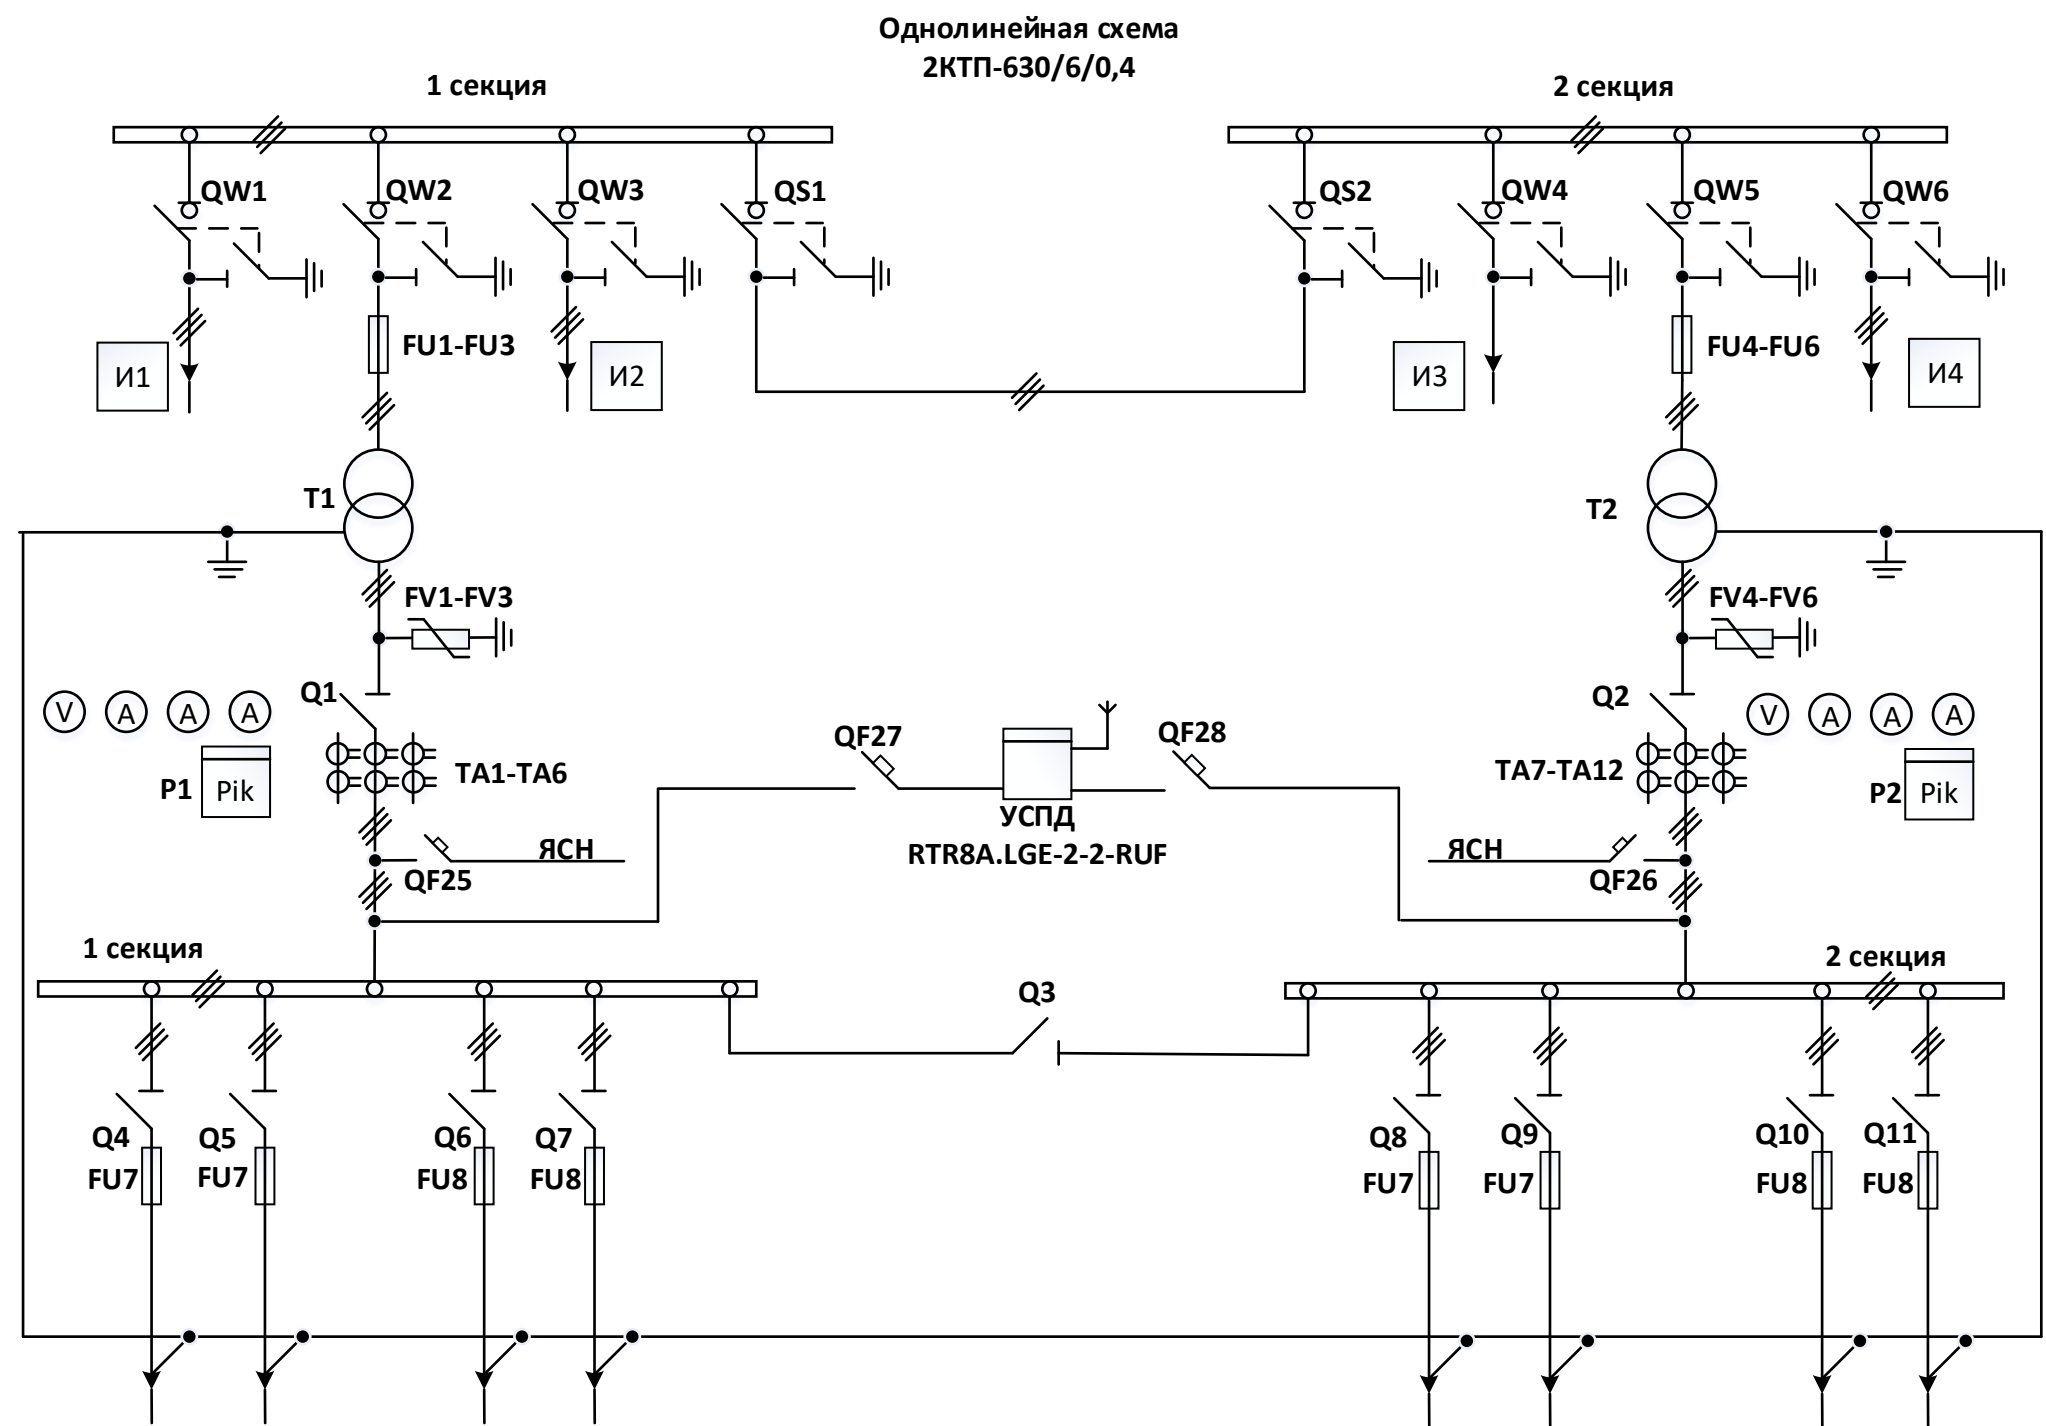 Однолинейная схема
2КТП-630/6/0,4
1 секция
2 секция
QW1
QW2
QW3
QS1
QS2
QW4
QW5
QW6
FU1-FU3
FU4-FU6
И1
И2
И3
И4
T1
T2
FV1-FV3
FV4-FV6
Q1
Q2
V
A
A
A
V
A
A
A
QF27
QF28
P1
Pik
TA1-TA6
TA7-TA12
P2
Pik
УСПД
RTR8A.LGE-2-2-RUF
ЯСН
ЯСН
QF25
QF26
1 секция
2 секция
Q3
Q4
Q5
Q6
Q7
Q8
Q9
Q10
Q11
FU7
FU7
FU8
FU8
FU7
FU7
FU8
FU8